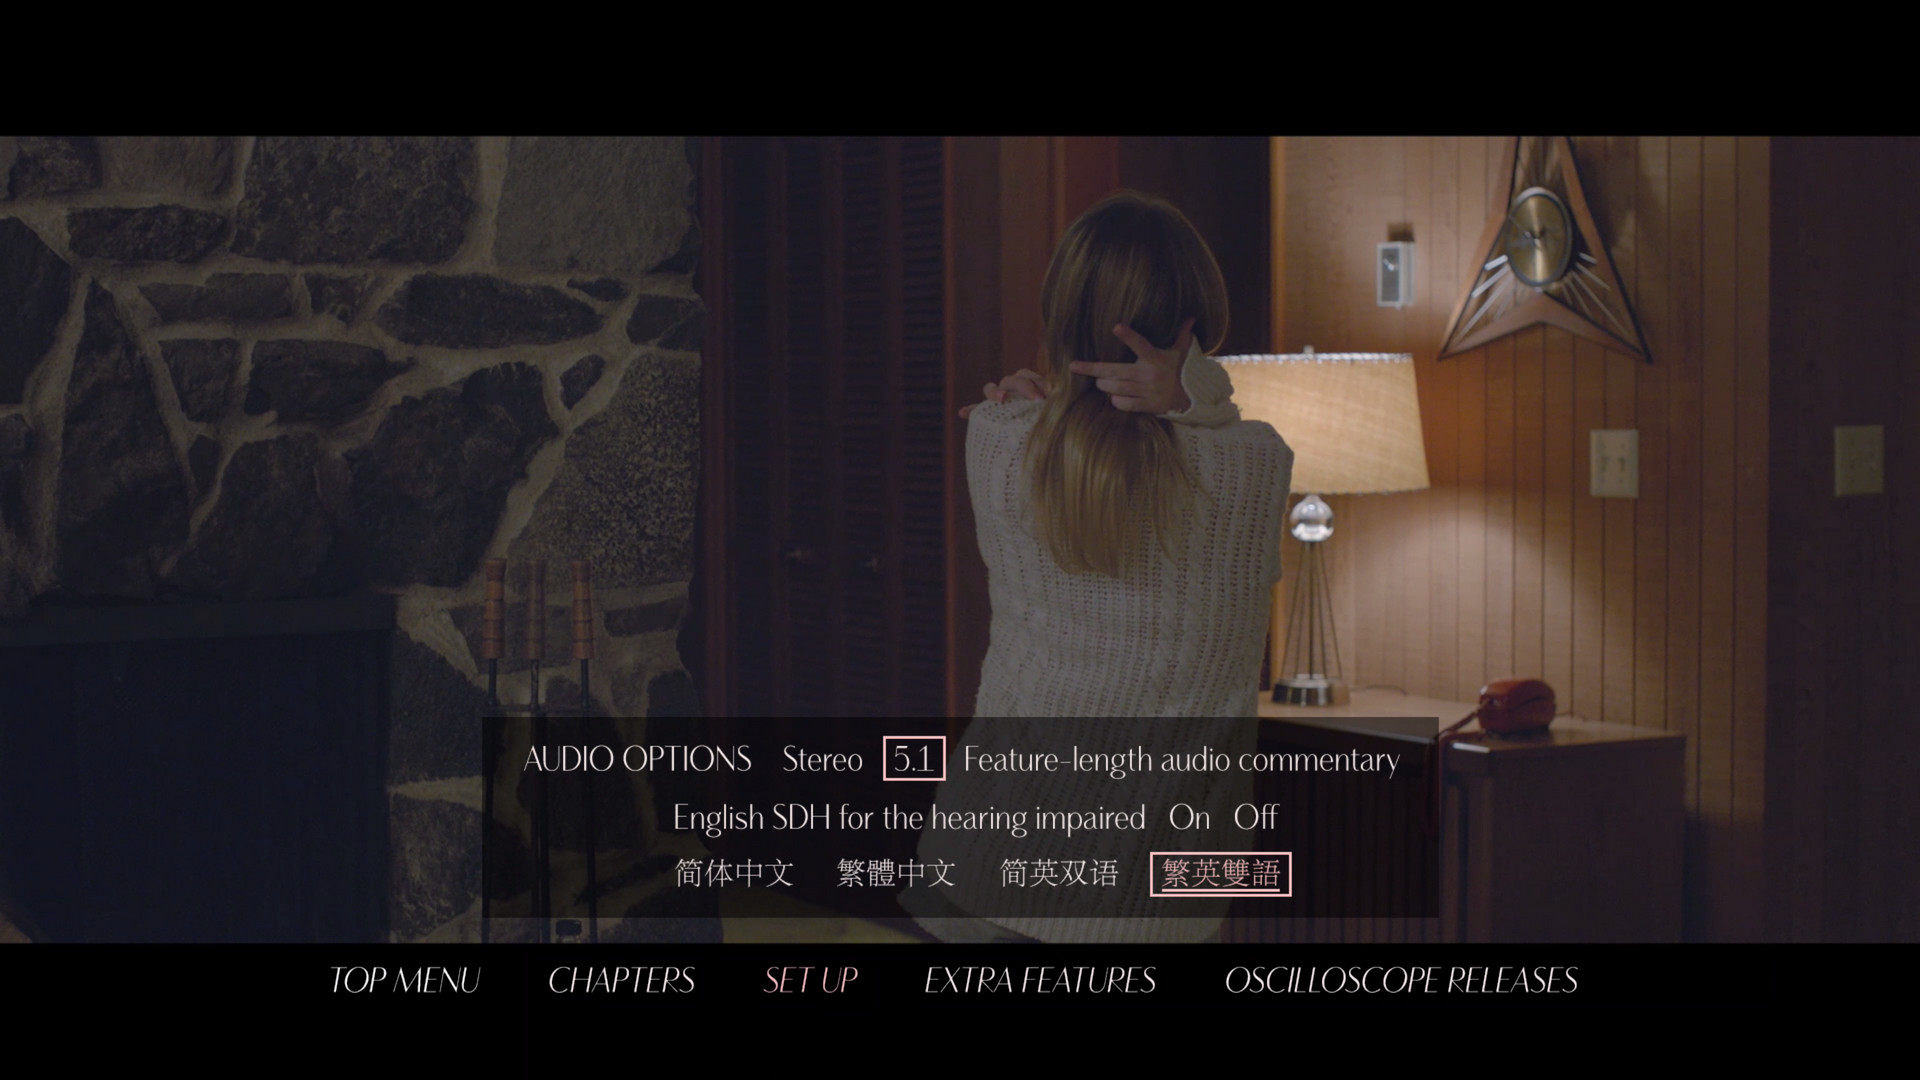 AUDIO OPTIONS Stereo 5.1 Feature-length audio commentary
English SDH for the hearing impaired On Off
简体中文 繁體中文 简英双语 繁英雙語
TOP MENU CHAPTERS SET UP EXTRA FEATURES OSCILLOSCOPE RELEASES